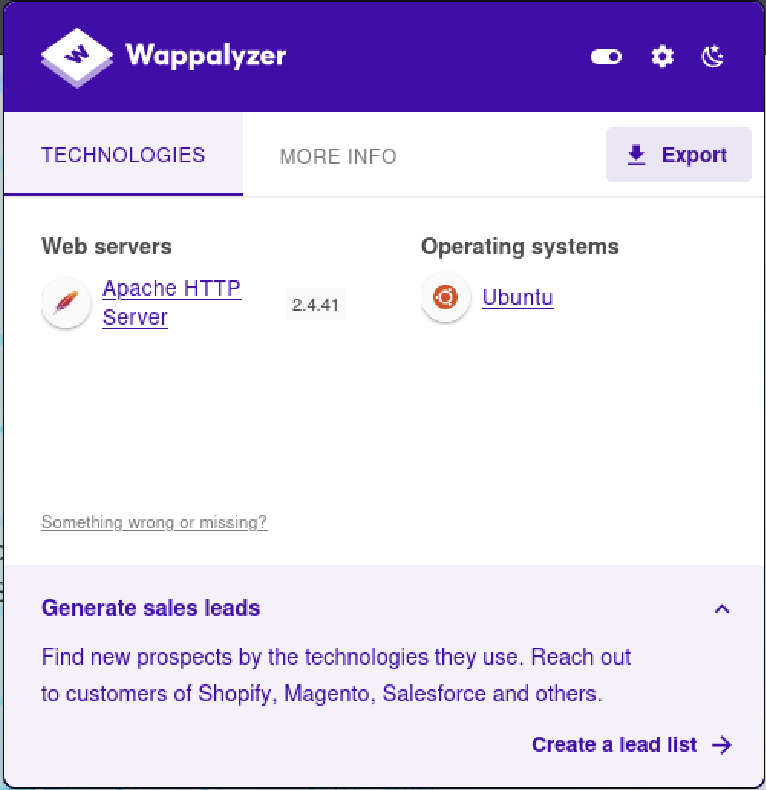 Wappalyzer
TECHNOLOGIES
MORE INFO
Export
Web servers
Apache HTTP
Server
2.4.41
Operating systems
Ubuntu
Something wrong or missing?
Generate sales leads
Find new prospects by the technologies they use. Reach out
to customers of Shopify, Magento, Salesforce and others.
Create a lead list